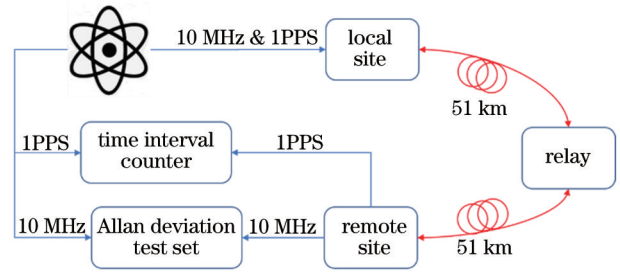 10 MHz & 1PPS
local
site
51 km
1PPS
time interval
counter
1PPS
relay
10 MHz
Allan deviation
test set
10 MHz
remote
site
51 km